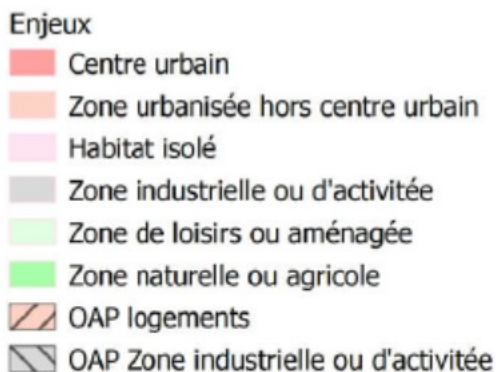 Enjeux
Centre urbain
Zone urbanisée hors centre urbain
Habitat isolé
Zone industrielle ou d'activitée
Zone de loisirs ou aménagée
Zone naturelle ou agricole
OAP logements
OAP Zone industrielle ou d'activitée